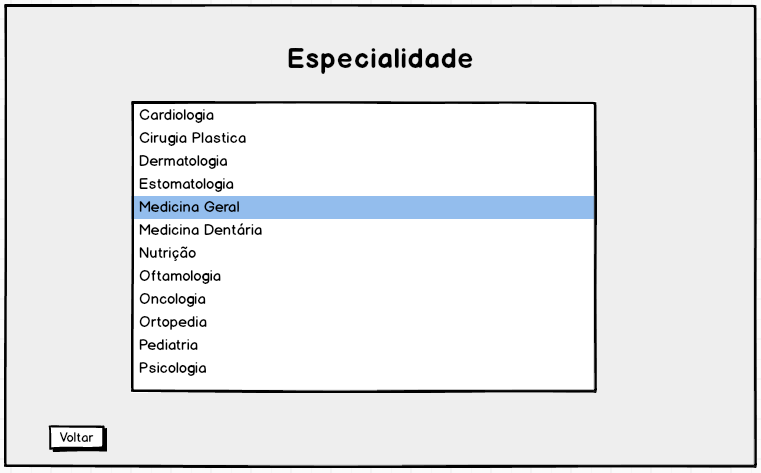 Especialidade
Cardiologia
Cirugia Plastica
Dermatologia
Estomatologia
Medicina Geral
Medicina Dentária
Nutrição
Oftamologia
Oncologia
Ortopedia
Pediatria
Psicologia
Voltar